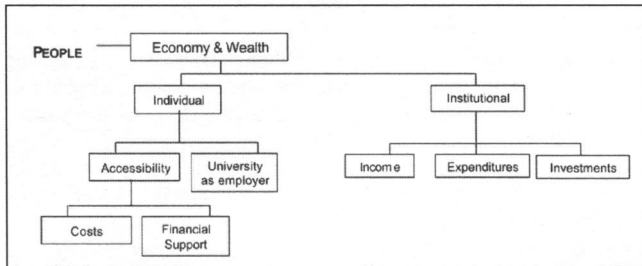 PEOPLE
Economy & Wealth
Individual
Institutional
Accessibility
University
as employer
Income
Expenditures
Investments
Costs
Financial
Support